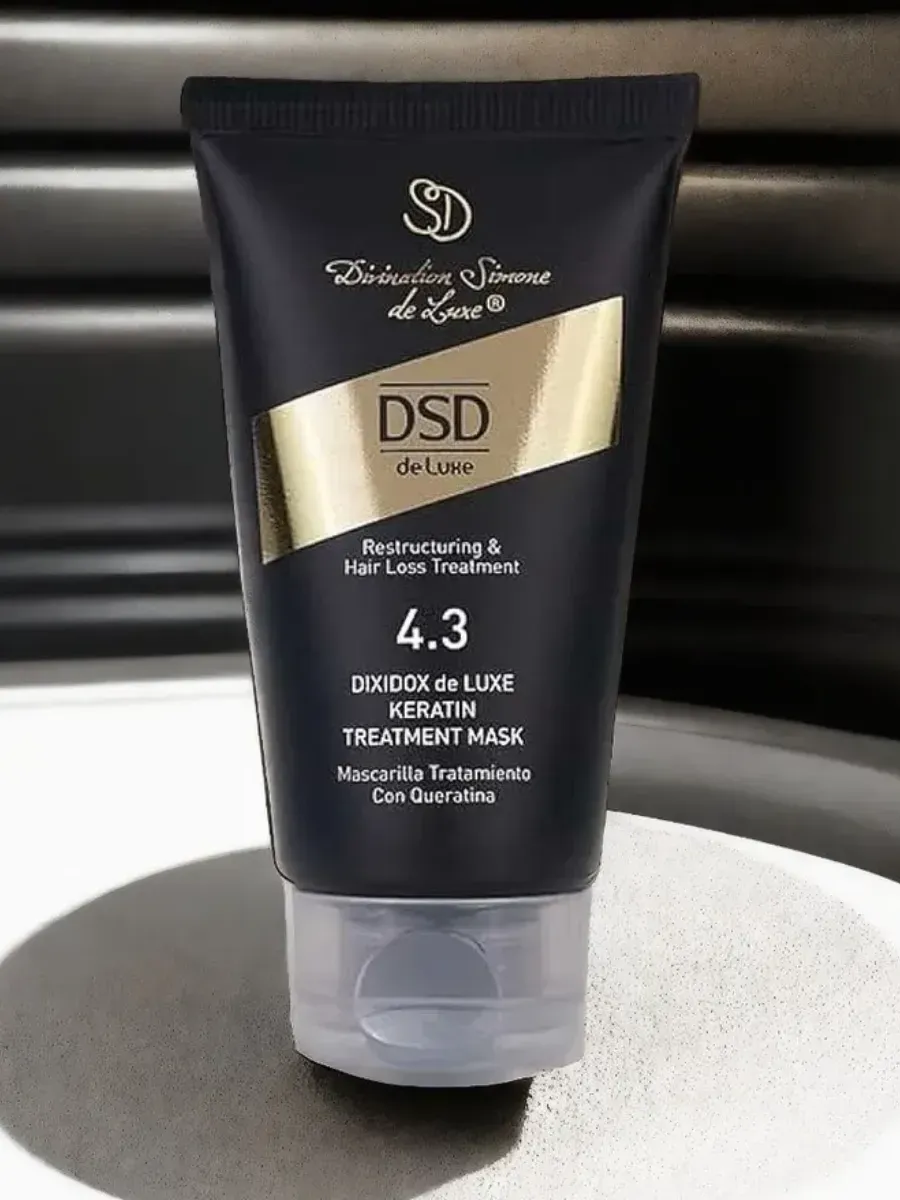 SD
Divination Simone
de Luxe®
DSD
de Luxe
Restructuring &
Hair Loss Treatment
4.3
DIXIDOX de LUXE
KERATIN
TREATMENT MASK
Mascarilla Tratamiento
Con Queratina